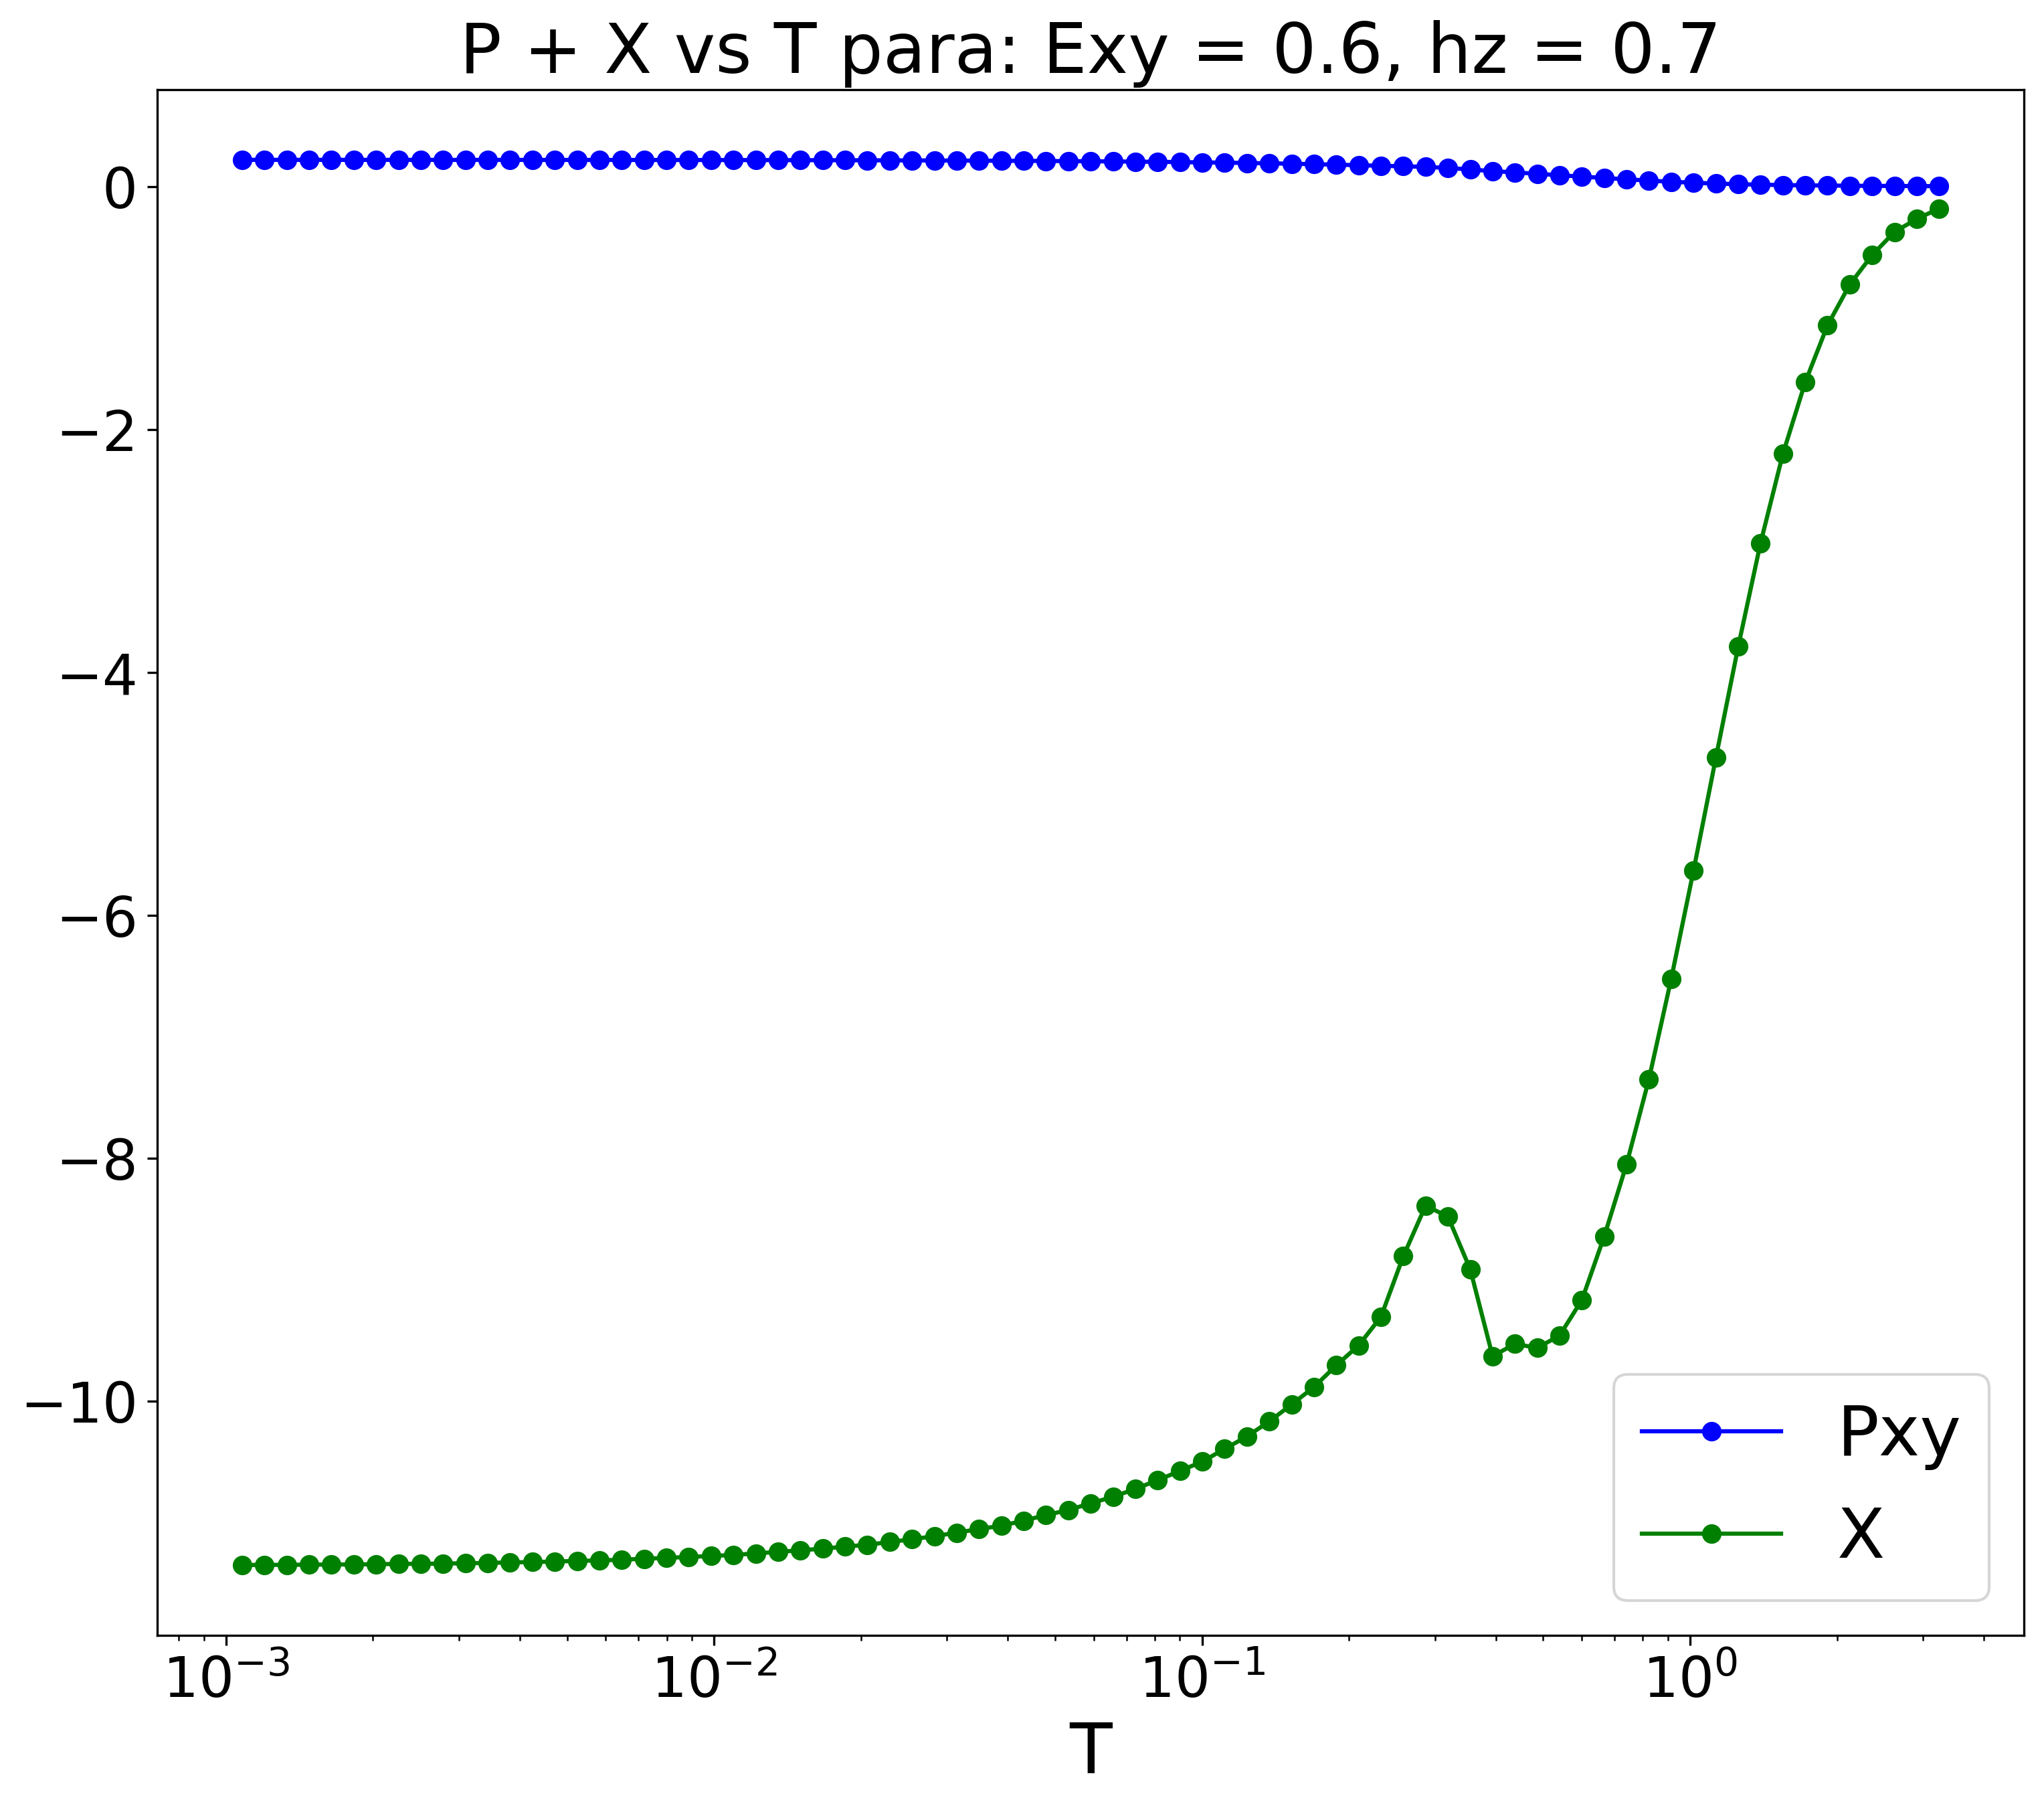 P + X vs T para: Exy = 0.6, hz = 0.7
0
−2
−4
−6
−8
−10
Pxy
X
10⁻³ 10⁻² 10⁻¹ 10⁰
T